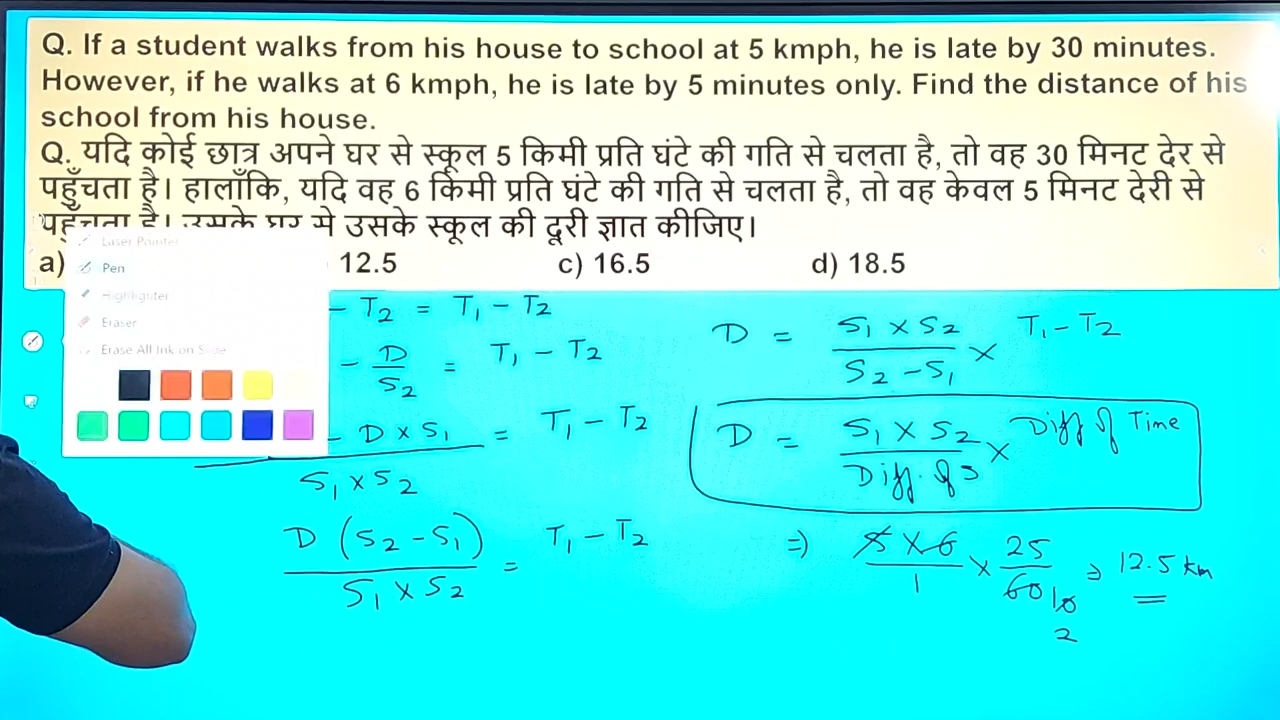 Q. If a student walks from his house to school at 5 kmph, he is late by 30 minutes.
However, if he walks at 6 kmph, he is late by 5 minutes only. Find the distance of his
school from his house.
Q. यदि कोई छात्र अपने घर से स्कूल 5 किमी प्रति घंटे की गति से चलता है, तो वह 30 मिनट देर से
पहुँचता है। हालाँकि, यदि वह 6 किमी प्रति घंटे की गति से चलता है, तो वह केवल 5 मिनट देरी से
पहुँचता है। उसके घर से उसके स्कूल की दूरी ज्ञात कीजिए।
a) 12.5 c) 16.5 d) 18.5
Laser Pointer
Pen
Highlighter
Eraser
Erase All Ink on Slide
- T₂ = T₁ - T₂
- D/S₂ = T₁ - T₂
- D × S₁ / S₁ × S₂ = T₁ - T₂
D (S₂ - S₁) / S₁ × S₂ = T₁ - T₂
D = S₁ × S₂ / S₂ - S₁ × T₁ - T₂
D = S₁ × S₂ / Diff. of S × Diff of Time
⇒ 5 × 6 / 1 × 25 / 60 10 2 ⇒ 12.5 km